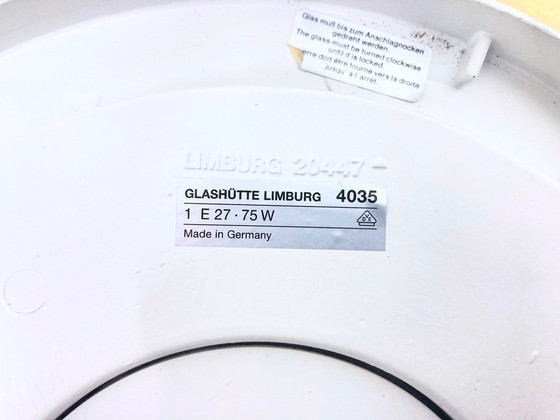 Glas muß bis zum Anschlagnocken
gedreht werden.
The glass must be turned clockwise
until it is locked.
erre doit être tourné vers la droite
jusqu' à l'arrêt.
LIMBURG 20447
GLASHÜTTE LIMBURG 4035
1 E 27 · 75 W
Made in Germany